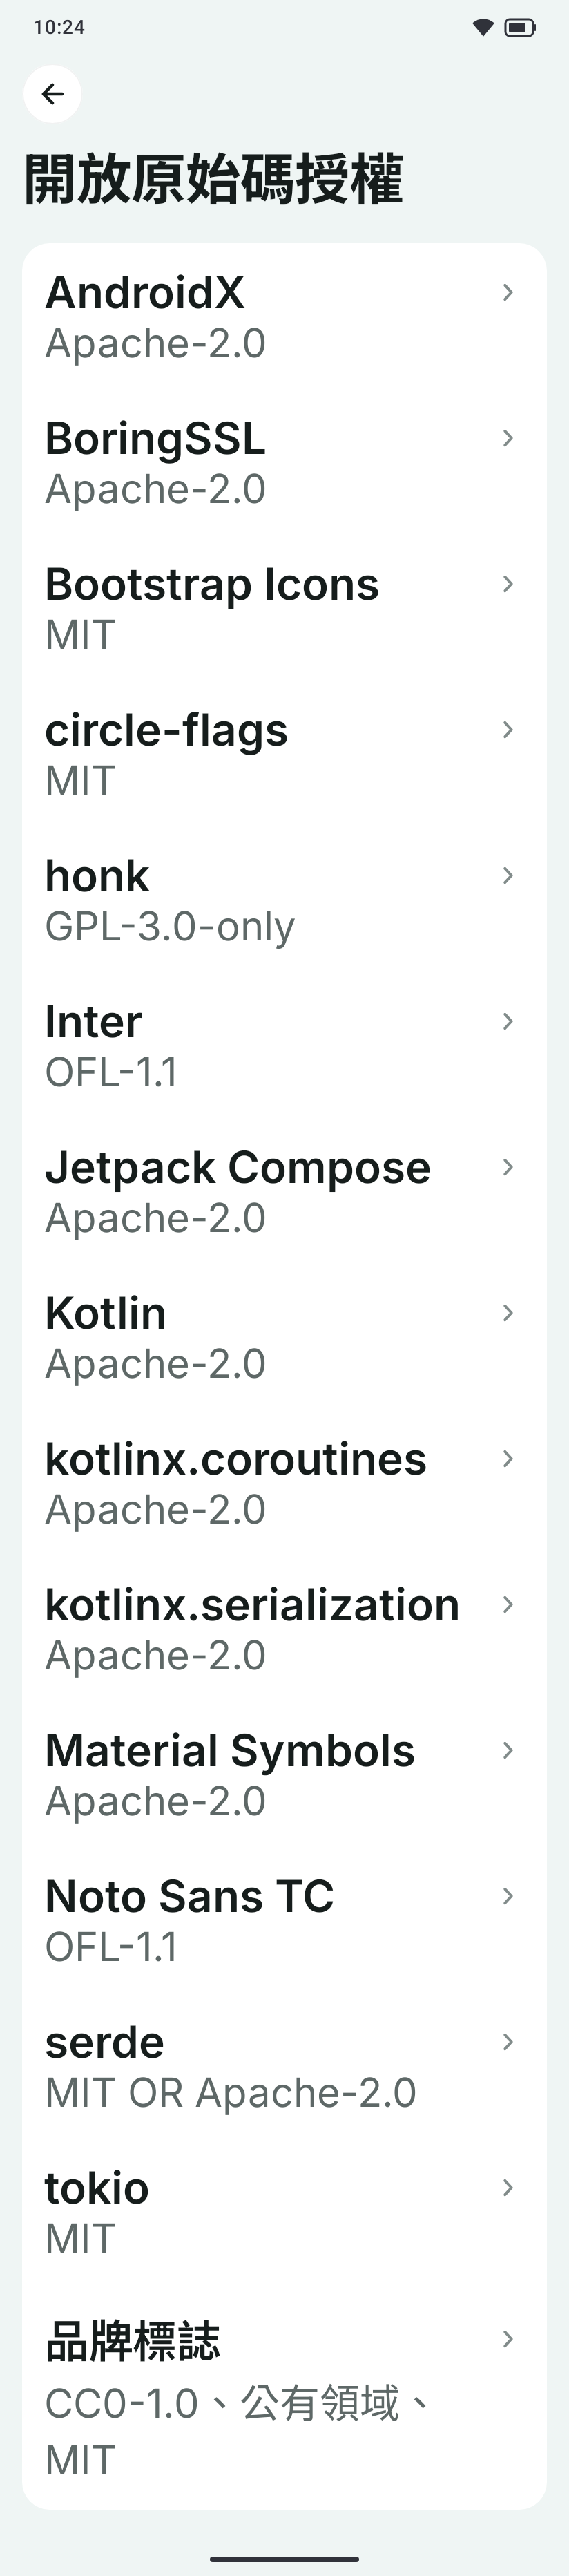 10:24
開放原始碼授權
AndroidX
Apache-2.0
BoringSSL
Apache-2.0
Bootstrap Icons
MIT
circle-flags
MIT
honk
GPL-3.0-only
Inter
OFL-1.1
Jetpack Compose
Apache-2.0
Kotlin
Apache-2.0
kotlinx.coroutines
Apache-2.0
kotlinx.serialization
Apache-2.0
Material Symbols
Apache-2.0
Noto Sans TC
OFL-1.1
serde
MIT OR Apache-2.0
tokio
MIT
品牌標誌
CC0-1.0、公有領域、
MIT